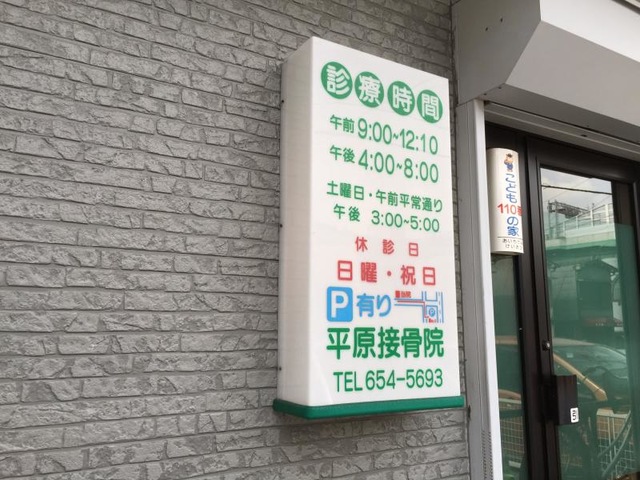 診療時間
午前 9:00~12:10
午後 4:00~8:00
土曜日・午前平常通り
午後 3:00~5:00
休診日
日曜・祝日
P 有り
平原接骨院
TEL 654-5693
こども
110番
の家